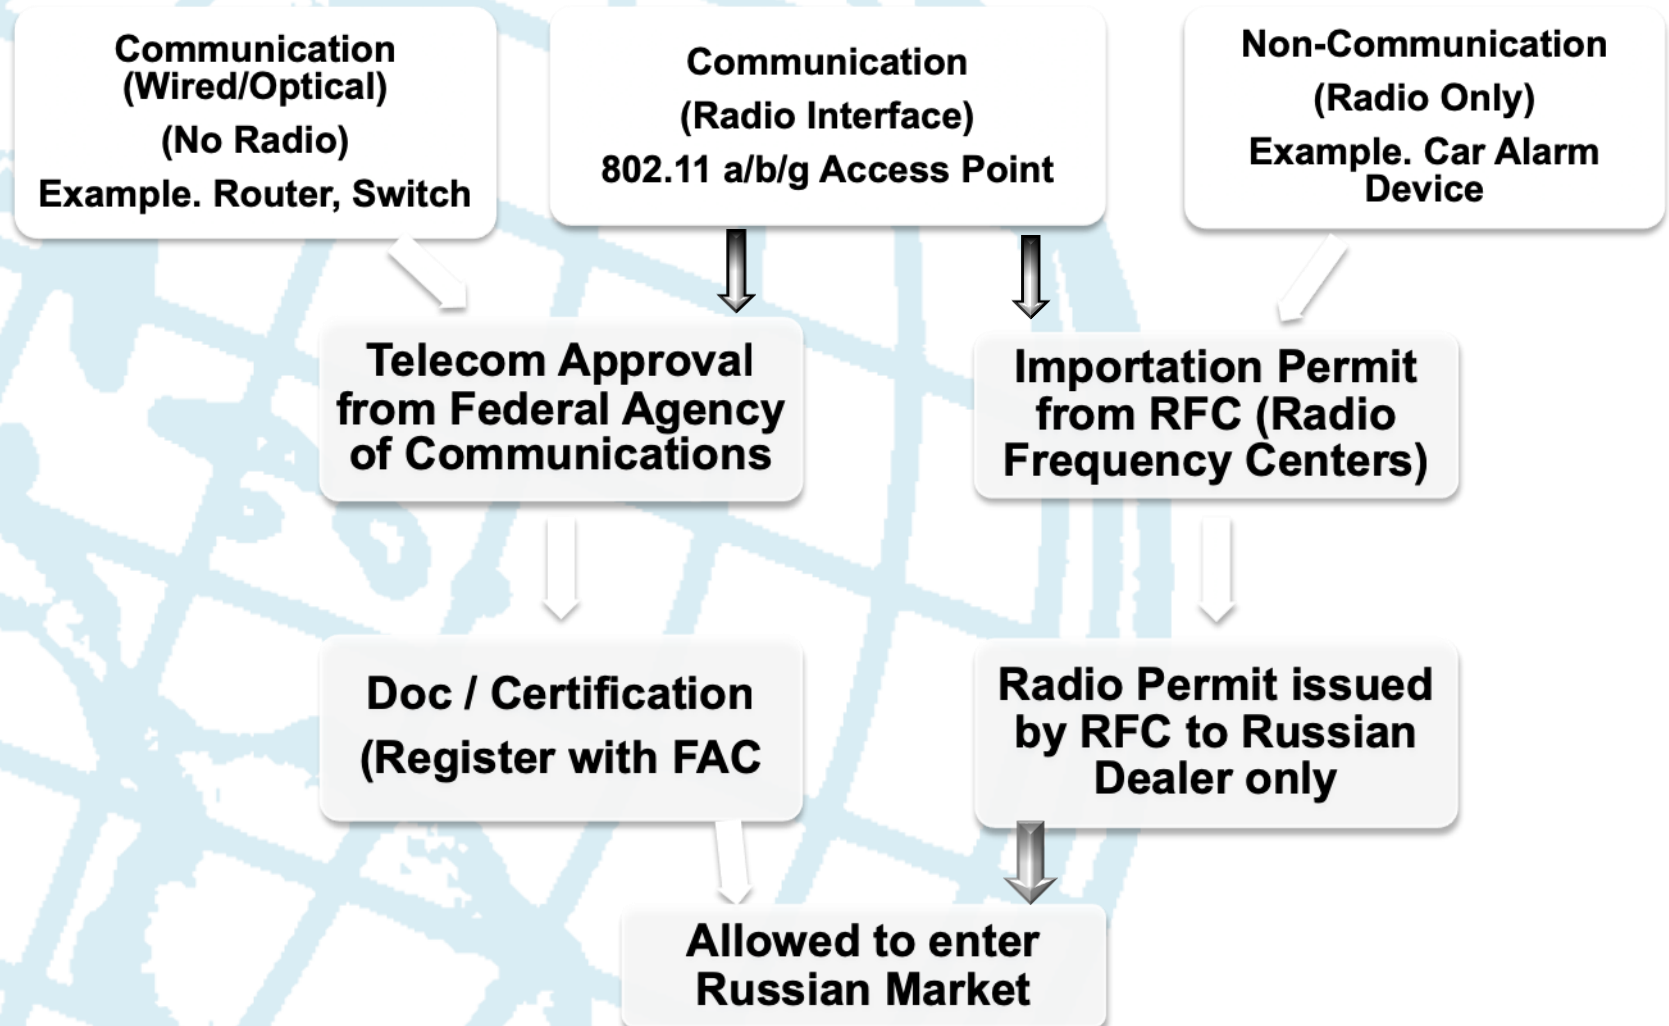 Communication
(Wired/Optical)
(No Radio)
Example. Router, Switch
Communication
(Radio Interface)
802.11 a/b/g Access Point
Non-Communication
(Radio Only)
Example. Car Alarm
Device
Telecom Approval
from Federal Agency
of Communications
Importation Permit
from RFC (Radio
Frequency Centers)
Doc / Certification
(Register with FAC
Radio Permit issued
by RFC to Russian
Dealer only
Allowed to enter
Russian Market